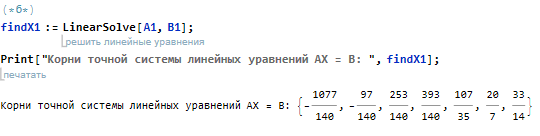 (*б*)
findX1 := LinearSolve[A1, B1];
решить линейные уравнения
Print["Корни точной системы линейных уравнений AX = B: ", findX1];
печатать
Корни точной системы линейных уравнений AX = B: {-1077/140, -97/140, 253/140, 393/140, 107/35, 20/7, 33/14}